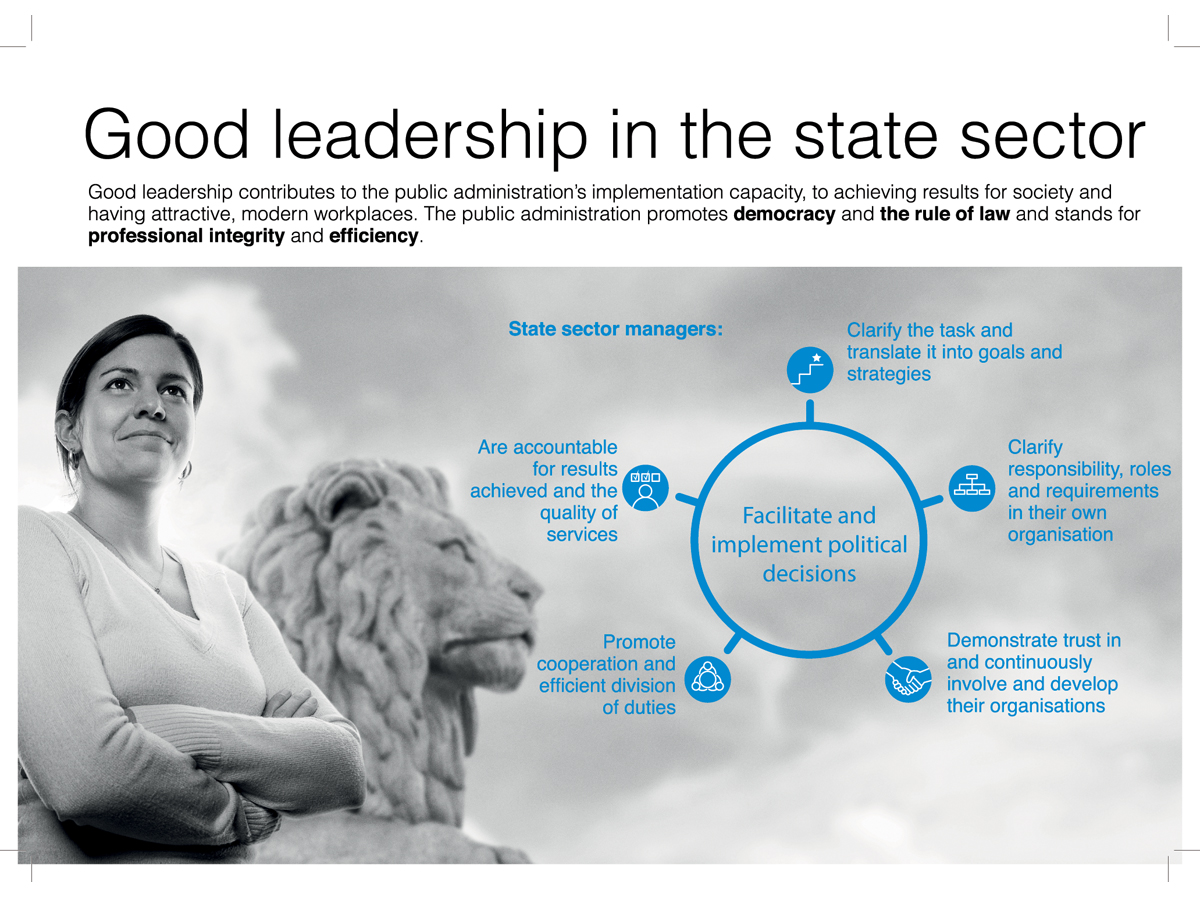 Good leadership in the state sector
Good leadership contributes to the public administration’s implementation capacity, to achieving results for society and
having attractive, modern workplaces. The public administration promotes democracy and the rule of law and stands for
professional integrity and efficiency.
State sector managers:
Clarify the task and
translate it into goals and
strategies
Clarify
responsibility, roles
and requirements
in their own
organisation
Demonstrate trust in
and continuously
involve and develop
their organisations
Promote
cooperation and
efficient division
of duties
Are accountable
for results
achieved and the
quality of
services
Facilitate and
implement political
decisions